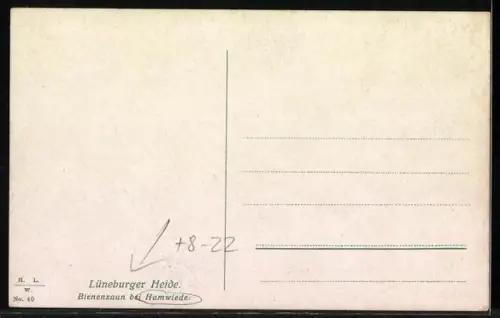 +8-22
H. L.
W.
No. 40
Lüneburger Heide.
Bienenzaun bei Hamwiede.